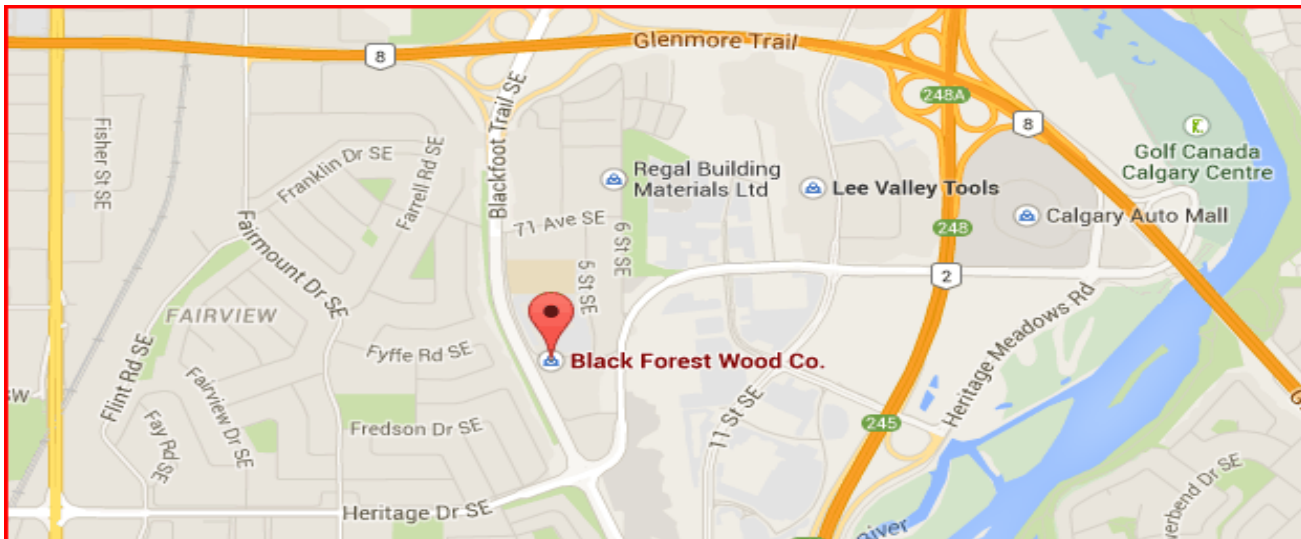 Glenmore Trail
8
248A
8
Fisher St SE
Franklin Dr SE
Farrell Rd SE
Blackfoot Trail SE
Regal Building
Materials Ltd
Lee Valley Tools
Golf Canada
Calgary Centre
Calgary Auto Mall
71 Ave SE
6 St SE
5 St SE
248
2
Fairmount Dr SE
FAIRVIEW
Flint Rd SE
Fyffe Rd SE
Fairview Dr SE
Black Forest Wood Co.
Heritage Meadows Rd
SW
Fay Rd
SE
Fredson Dr SE
11 St SE
245
Heritage Dr SE
River
erbend Dr SE